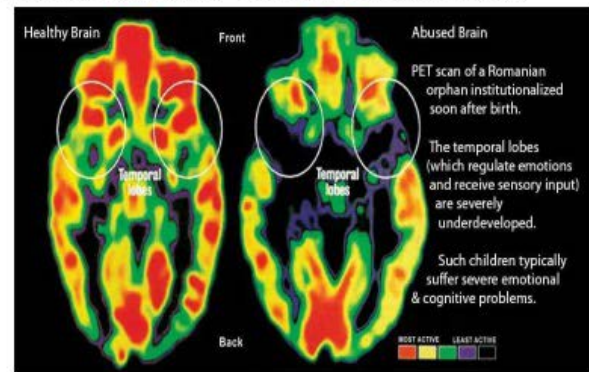 Healthy Brain
Front
Abused Brain
PET scan of a Romanian
orphan institutionalized
soon after birth.
Temporal
lobes
Temporal
lobes
The temporal lobes
(which regulate emotions
and receive sensory input)
are severely
underdeveloped.
Such children typically
suffer severe emotional
& cognitive problems.
Back
MOST ACTIVE LEAST ACTIVE